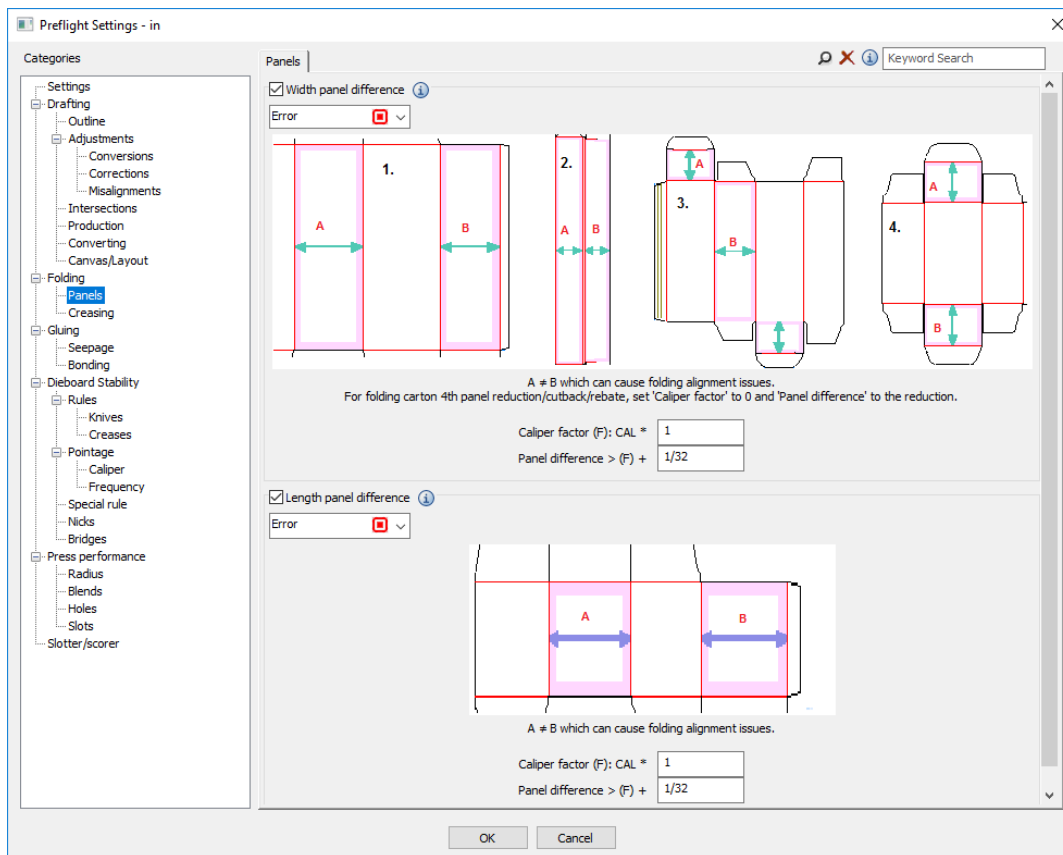 Preflight Settings - in
Categories
Settings
Drafting
Outline
Adjustments
Conversions
Corrections
Misalignments
Intersections
Production
Converting
Canvas/Layout
Folding
Panels
Creasing
Gluing
Seepage
Bonding
Dieboard Stability
Rules
Knives
Creases
Pointage
Caliper
Frequency
Special rule
Nicks
Bridges
Press performance
Radius
Blends
Holes
Slots
Slotter/scorer
Panels
Keyword Search
Width panel difference
Error
1.
A
B
2.
A
B
3.
A
B
4.
A
B
A ≠ B which can cause folding alignment issues.
For folding carton 4th panel reduction/cutback/rebate, set 'Caliper factor' to 0 and 'Panel difference' to the reduction.
Caliper factor (F): CAL * 1
Panel difference > (F) + 1/32
Length panel difference
Error
A
B
A ≠ B which can cause folding alignment issues.
Caliper factor (F): CAL * 1
Panel difference > (F) + 1/32
OK
Cancel